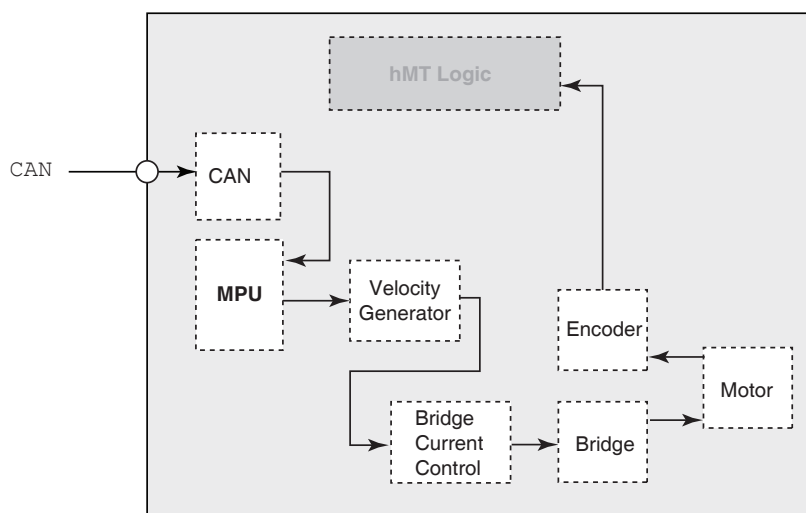 hMT Logic
CAN
CAN
MPU
Velocity
Generator
Encoder
Motor
Bridge
Current
Control
Bridge